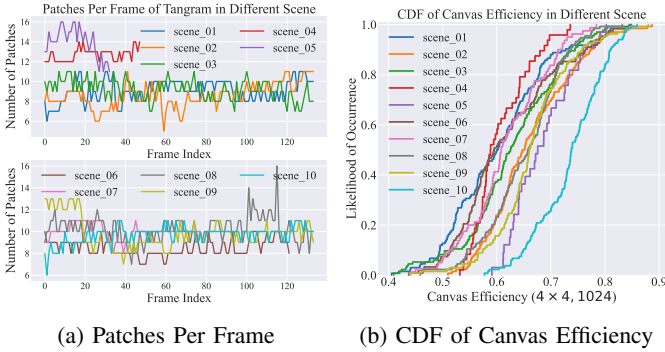 Patches Per Frame of Tangram in Different Scene
Number of Patches
16
14
12
10
8
6
scene_01
scene_02
scene_03
scene_04
scene_05
0 20 40 60 80 100 120
Frame Index
Number of Patches
16
14
12
10
8
6
scene_06
scene_07
scene_08
scene_09
scene_10
0 20 40 60 80 100 120
Frame Index
(a) Patches Per Frame
CDF of Canvas Efficiency in Different Scene
Likelihood of Occurrence
1.0
0.8
0.6
0.4
0.2
0.0
scene_01
scene_02
scene_03
scene_04
scene_05
scene_06
scene_07
scene_08
scene_09
scene_10
0.4 0.5 0.6 0.7 0.8 0.9
Canvas Efficiency (4 × 4, 1024)
(b) CDF of Canvas Efficiency